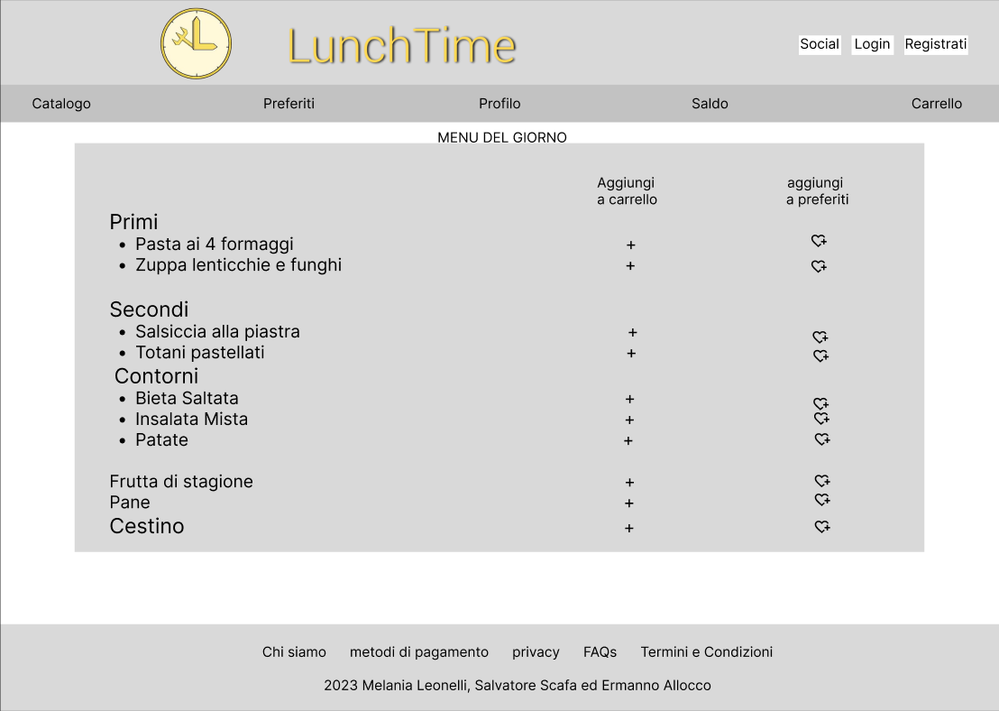 LunchTime
Social Login Registrati
Catalogo Preferiti Profilo Saldo Carrello
MENU DEL GIORNO
Aggiungi aggiungi
a carrello a preferiti
Primi
• Pasta ai 4 formaggi +
• Zuppa lenticchie e funghi +
Secondi
• Salsiccia alla piastra +
• Totani pastellati +
Contorni
• Bieta Saltata +
• Insalata Mista +
• Patate +
Frutta di stagione +
Pane +
Cestino +
Chi siamo metodi di pagamento privacy FAQs Termini e Condizioni
2023 Melania Leonelli, Salvatore Scafa ed Ermanno Allocco